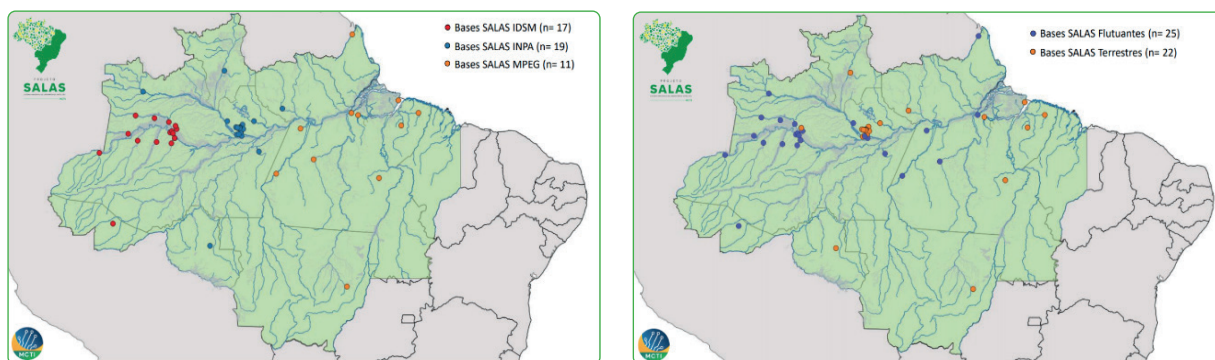 Bases SALAS IDSM (n= 17)
Bases SALAS INPA (n= 19)
Bases SALAS MPEG (n= 11)
PROJETO
SALAS
MCTI
Bases SALAS Flutuantes (n= 25)
Bases SALAS Terrestres (n= 22)
PROJETO
SALAS
MCTI